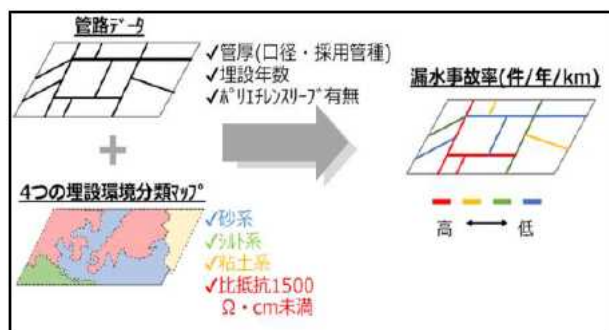 管路ﾃﾞｰﾀ
✓管厚(口径・採用管種)
✓埋設年数
✓ﾎﾟﾘｴﾁﾚﾝｽﾘｰﾌﾞ有無
+
4つの埋設環境分類ﾏｯﾌﾟ
✓砂系
✓ｼﾙﾄ系
✓粘土系
✓比抵抗1500
Ω・cm未満
漏水事故率(件/年/km)
高 ⟷ 低